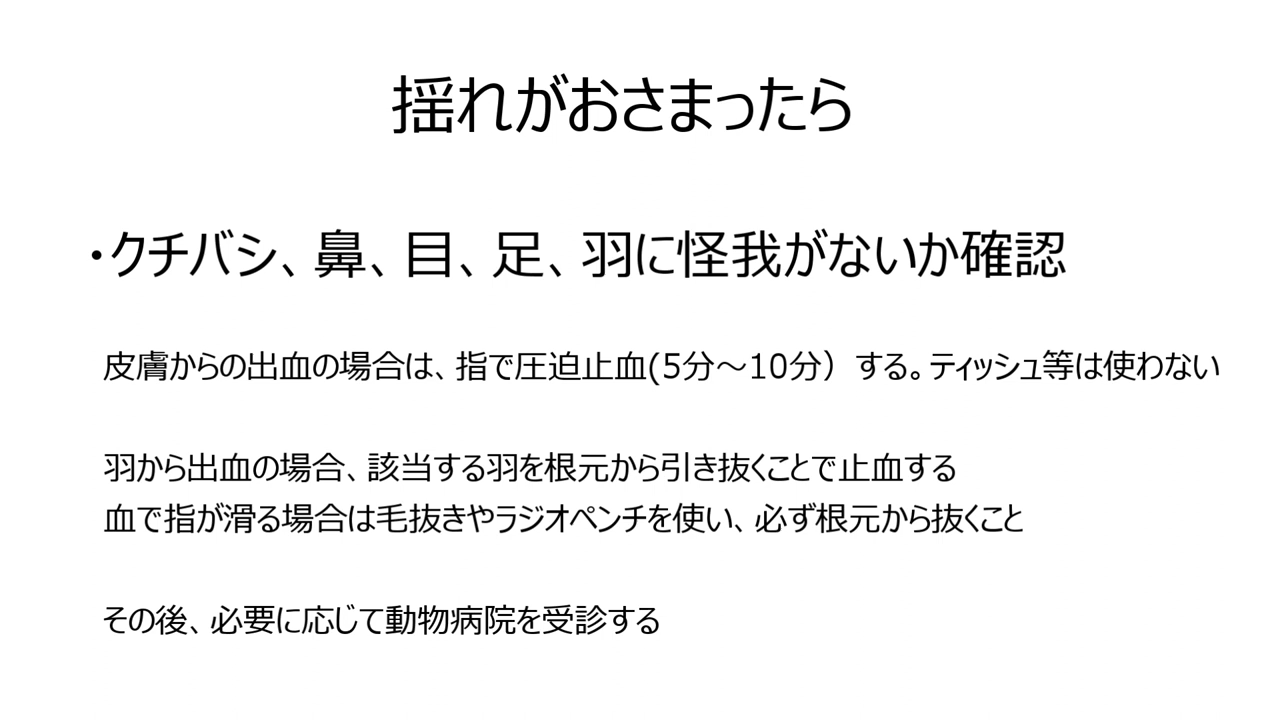 揺れがおさまったら
・クチバシ、鼻、目、足、羽に怪我がないか確認
皮膚からの出血の場合は、指で圧迫止血(5分～10分）する。ティッシュ等は使わない
羽から出血の場合、該当する羽を根元から引き抜くことで止血する
血で指が滑る場合は毛抜きやラジオペンチを使い、必ず根元から抜くこと
その後、必要に応じて動物病院を受診する